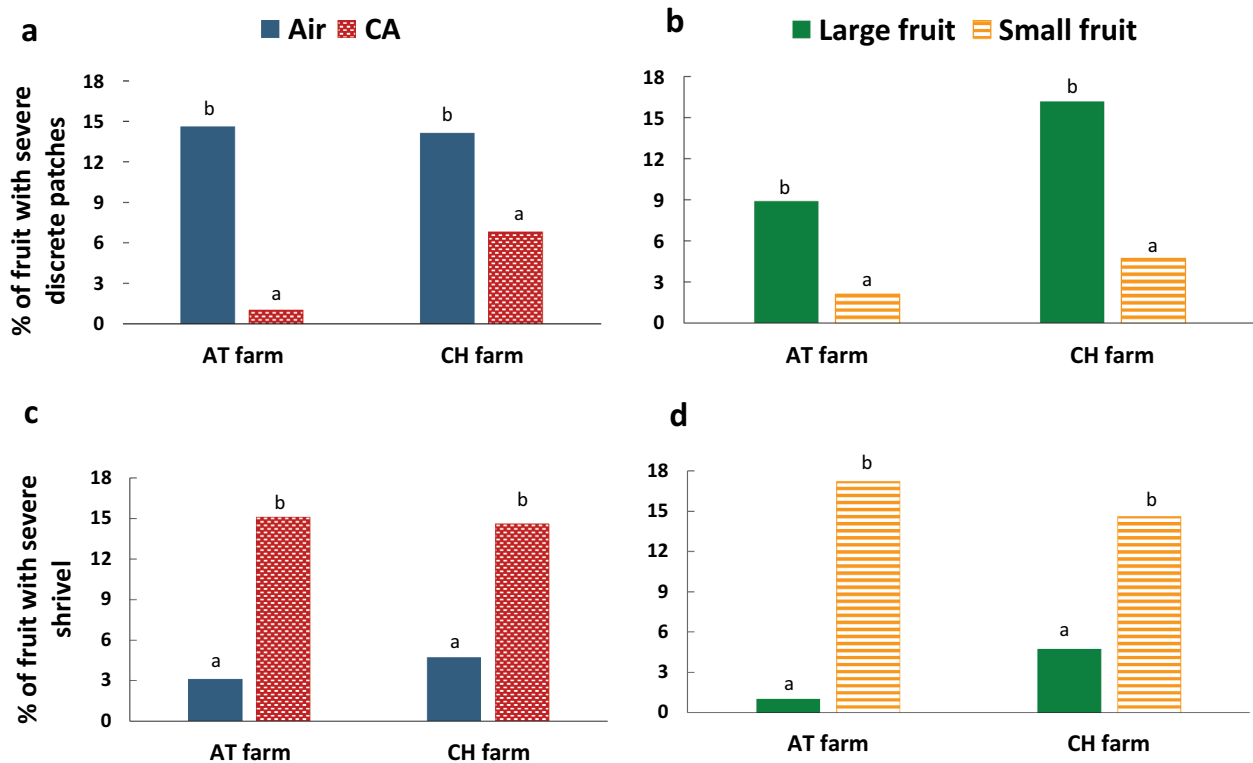 a
Air CA
% of fruit with severe
discrete patches
18
15
12
9
6
3
0
b
a
b
a
AT farm CH farm
b
Large fruit Small fruit
18
15
12
9
6
3
0
b
a
b
a
AT farm CH farm
c
% of fruit with severe
shrivel
18
15
12
9
6
3
0
a
b
a
b
AT farm CH farm
d
18
15
12
9
6
3
0
a
b
a
b
AT farm CH farm